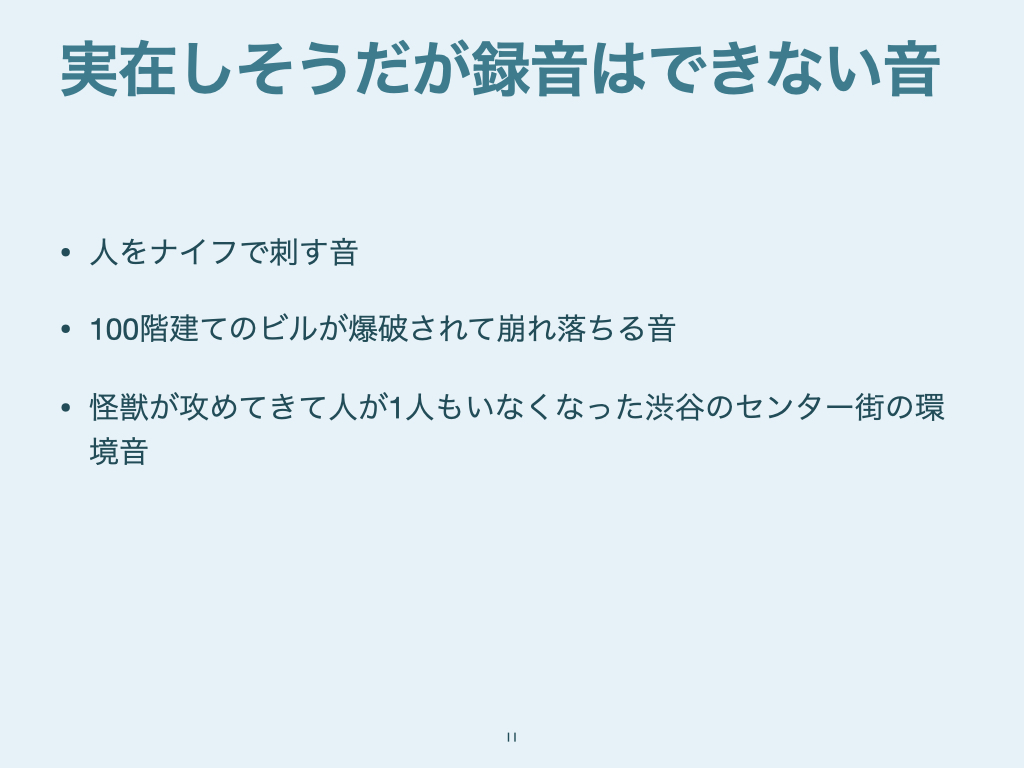 実在しそうだが録音はできない音
• 人をナイフで刺す音
• 100階建てのビルが爆破されて崩れ落ちる音
• 怪獣が攻めてきて人が1人もいなくなった渋谷のセンター街の環
境音
11